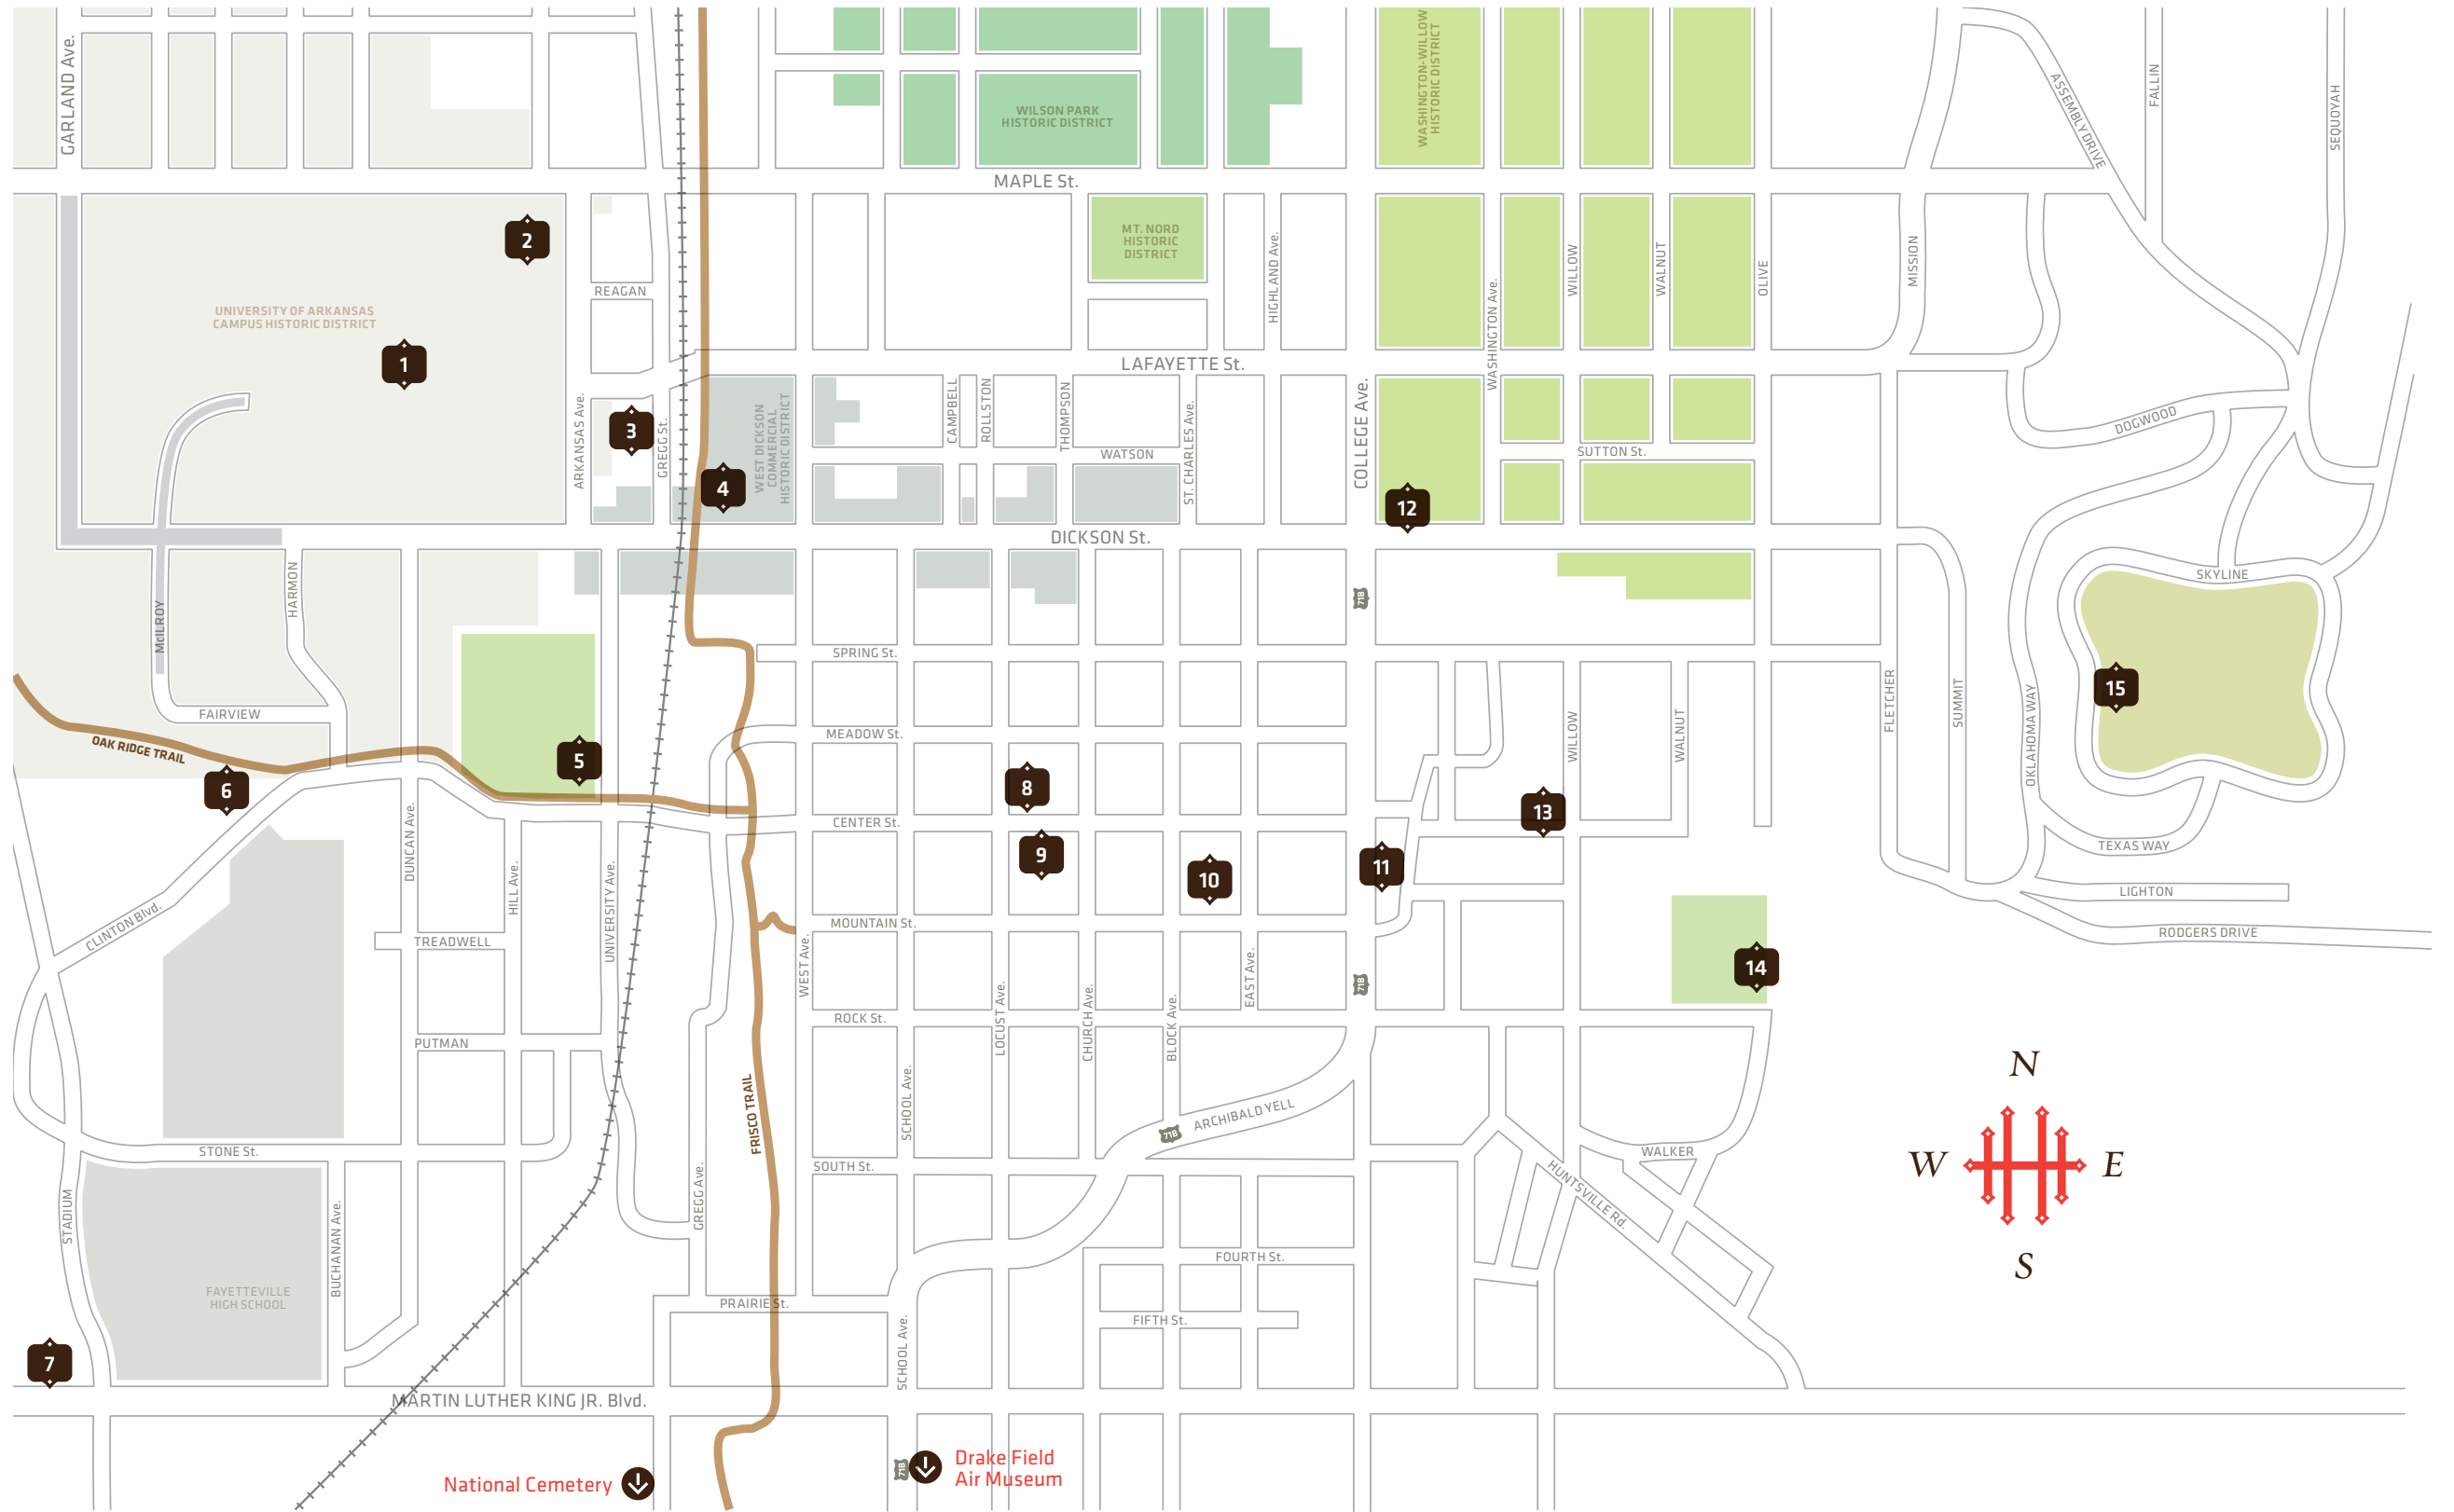 GARLAND Ave.
WILSON PARK
HISTORIC DISTRICT
WASHINGTON-WILLOW
HISTORIC DISTRICT
ASSEMBLY DRIVE
FALLIN
SEQUOYAH
MAPLE St.
2
MT. NORD
HISTORIC
DISTRICT
REAGAN
HIGHLAND Ave.
WASHINGTON Ave.
WILLOW
WALNUT
OLIVE
MISSION
UNIVERSITY OF ARKANSAS
CAMPUS HISTORIC DISTRICT
1
LAFAYETTE St.
ARKANSAS Ave.
3
GREGG St.
WEST DICKSON
COMMERCIAL
HISTORIC DISTRICT
CAMPBELL
ROLLSTON
THOMPSON
WATSON
ST. CHARLES Ave.
COLLEGE Ave.
SUTTON St.
DOGWOOD
4
12
DICKSON St.
McILROY
HARMON
71B
SKYLINE
SPRING St.
FAIRVIEW
OAK RIDGE TRAIL
MEADOW St.
WILLOW
WALNUT
FLETCHER
SUMMIT
OKLAHOMA WAY
15
5
6
8
13
CENTER St.
DUNCAN Ave.
HILL Ave.
UNIVERSITY Ave.
9
10
11
TEXAS WAY
LIGHTON
CLINTON Blvd.
TREADWELL
MOUNTAIN St.
RODGERS DRIVE
WEST Ave.
EAST Ave.
71B
14
LOCUST Ave.
CHURCH Ave.
BLOCK Ave.
ROCK St.
PUTMAN
FRISCO TRAIL
SCHOOL Ave.
71B
ARCHIBALD YELL
N
W
E
S
STONE St.
SOUTH St.
WALKER
HUNTSVILLE Rd.
STADIUM
BUCHANAN Ave.
GREGG Ave.
FOURTH St.
FAYETTEVILLE
HIGH SCHOOL
PRAIRIE St.
FIFTH St.
SCHOOL Ave.
7
MARTIN LUTHER KING JR. Blvd.
National Cemetery
71B
Drake Field
Air Museum